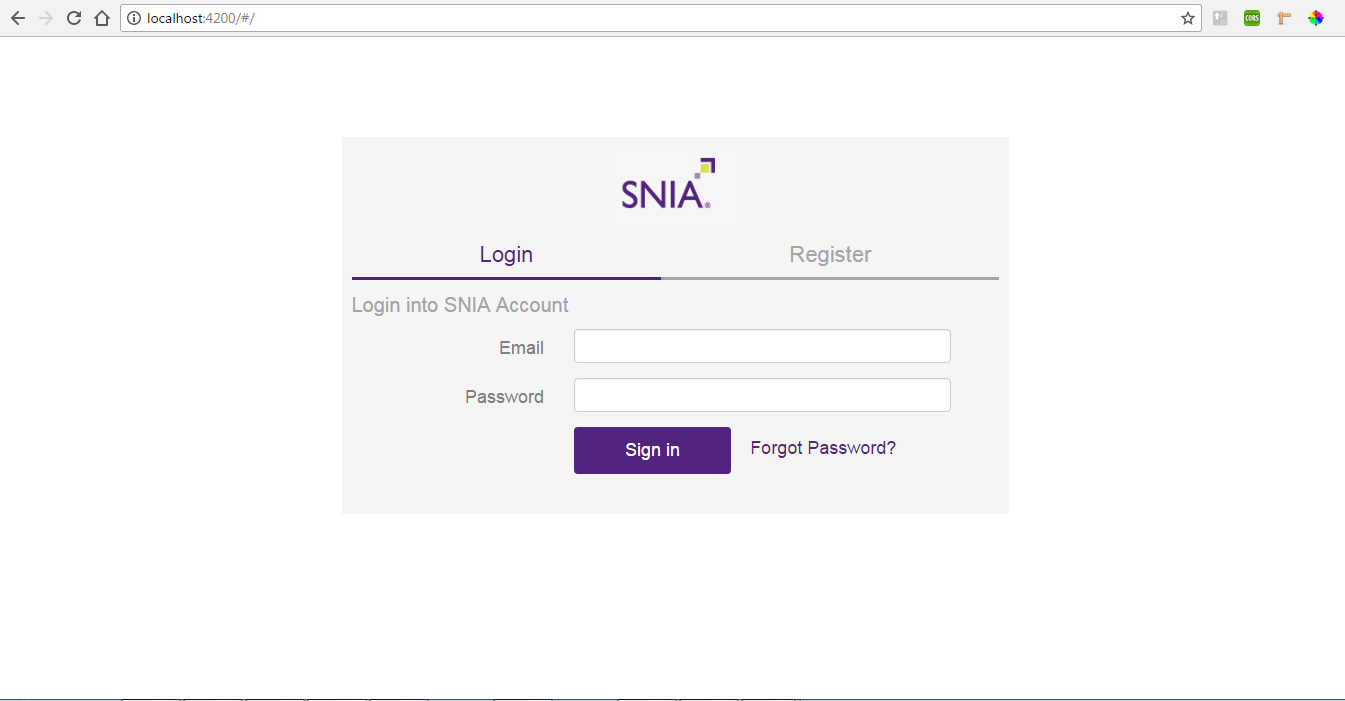 localhost:4200/#/
CORS
SNIA®
Login Register
Login into SNIA Account
Email
Password
Sign in Forgot Password?